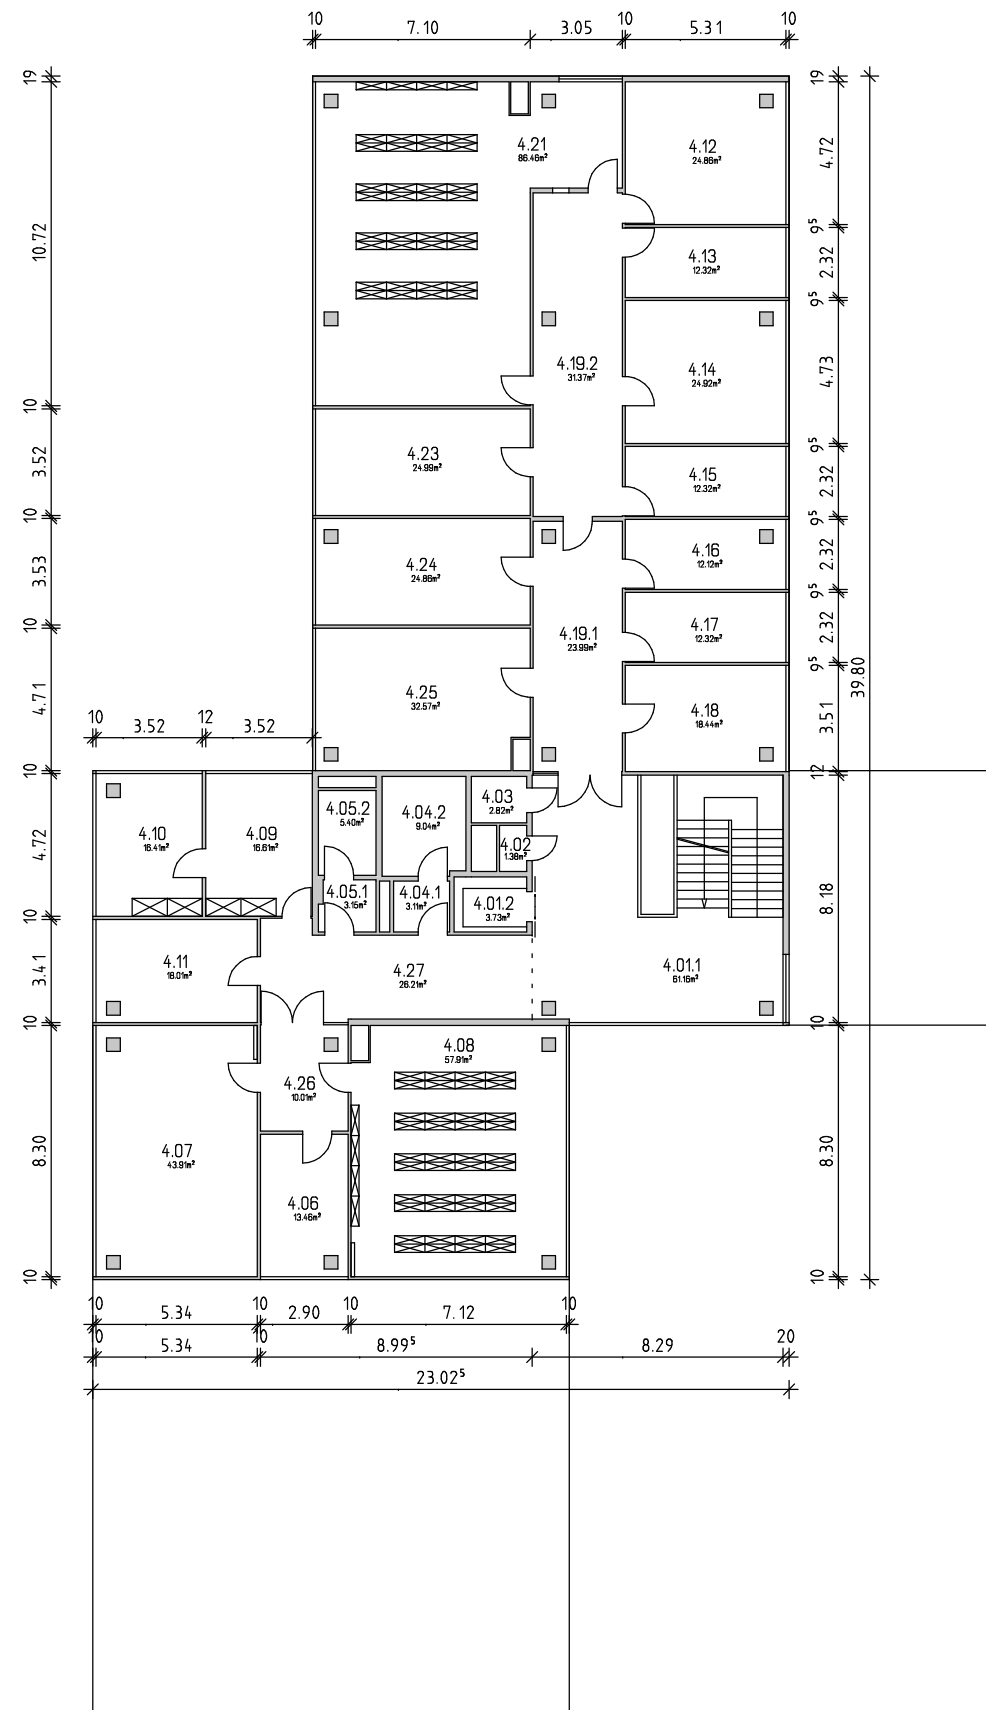 10 7.10 10 3.05 5.31 10
19 19
4.21
86.46m²
4.12
24.86m²
4.72
10.72
9⁵
4.13
12.32m²
2.32
9⁵
4.19.2
31.37m²
4.14
24.92m²
4.73
10
9⁵
4.23
24.99m²
3.52
4.15
12.32m²
2.32
10
9⁵
4.24
24.86m²
3.53
4.16
12.12m²
2.32
9⁵
10
4.19.1
23.99m²
4.17
12.32m²
2.32
9⁵
39.80
4.25
32.57m²
4.71
4.18
18.44m²
3.51
10 3.52 12 3.52
10
12
4.10
16.41m²
4.09
16.61m²
4.05.2
5.40m²
4.04.2
9.04m²
4.03
2.82m²
4.02
1.38m²
4.72
4.05.1
3.15m²
4.04.1
3.11m²
4.01.2
3.73m²
8.18
10
4.11
18.01m²
4.27
26.21m²
4.01.1
61.16m²
3.41
10
10
4.08
57.91m²
4.26
10.01m²
4.07
43.91m²
4.06
13.46m²
8.30
8.30
10
10
10 5.34 10 2.90 10 7.12 10
0 5.34 0 8.99⁵ 8.29 20
23.02⁵